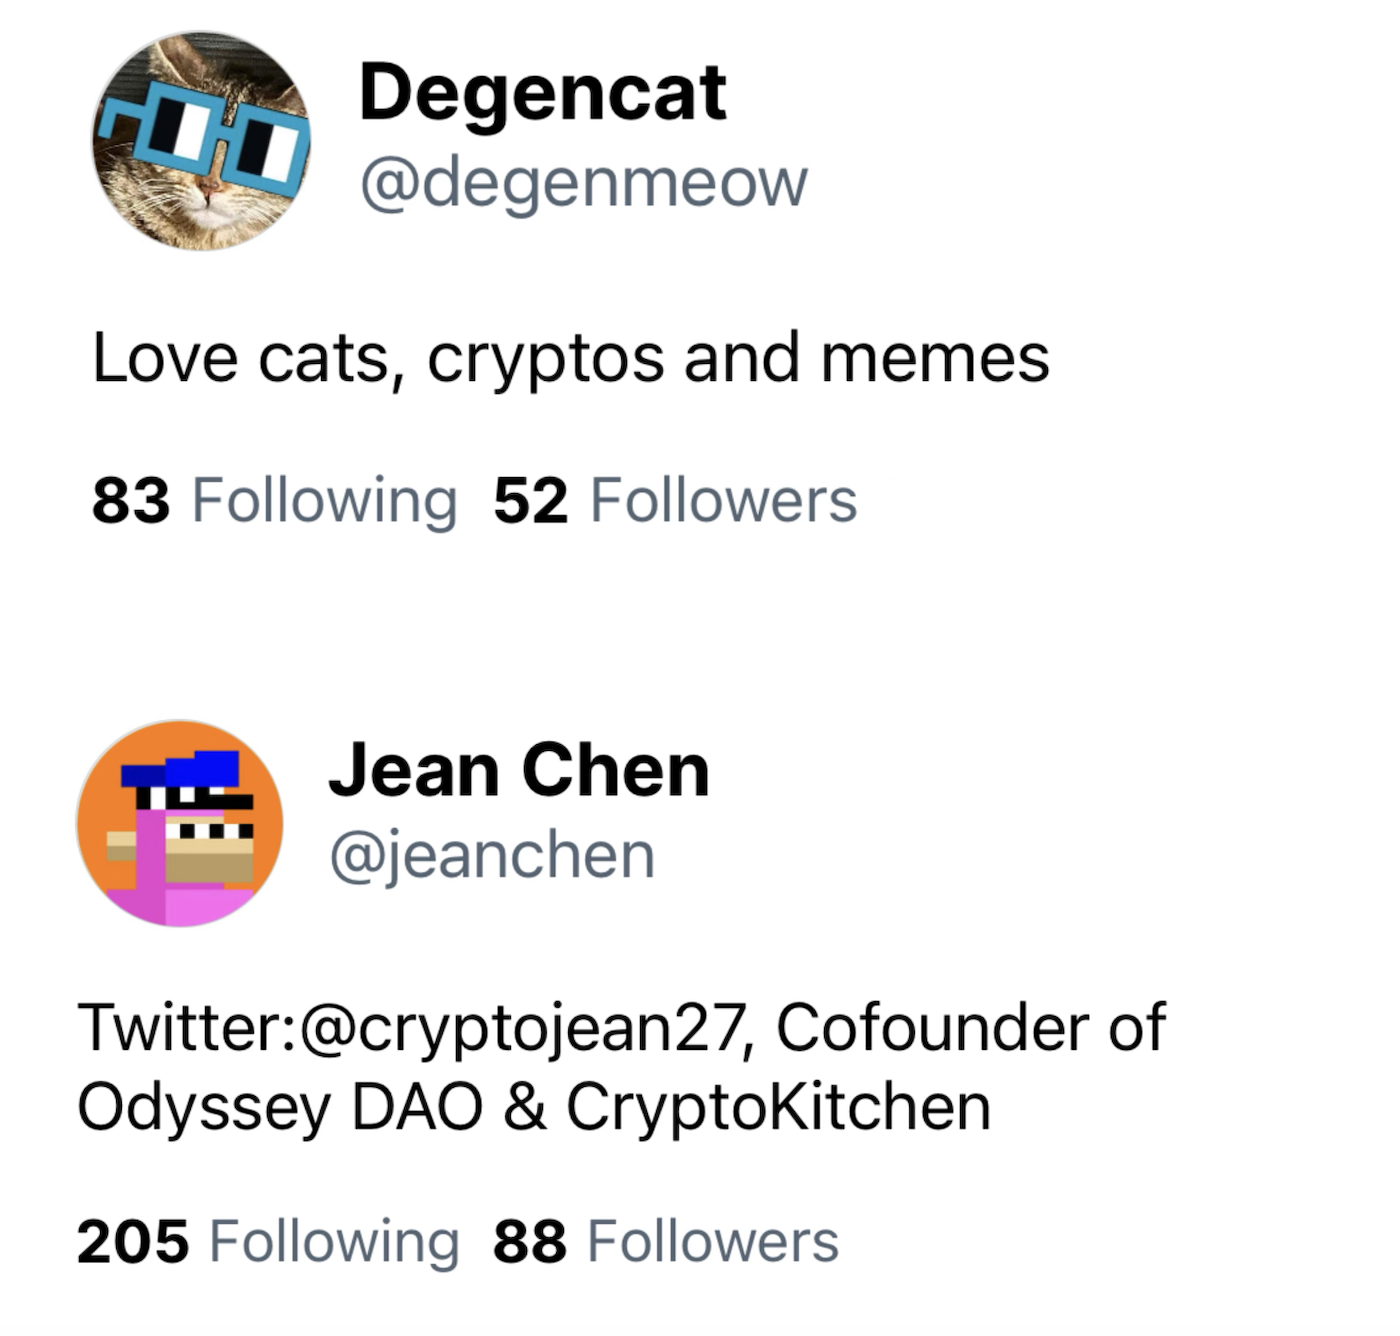 Degencat
@degenmeow
Love cats, cryptos and memes
83 Following 52 Followers
Jean Chen
@jeanchen
Twitter:@cryptojean27, Cofounder of
Odyssey DAO & CryptoKitchen
205 Following 88 Followers